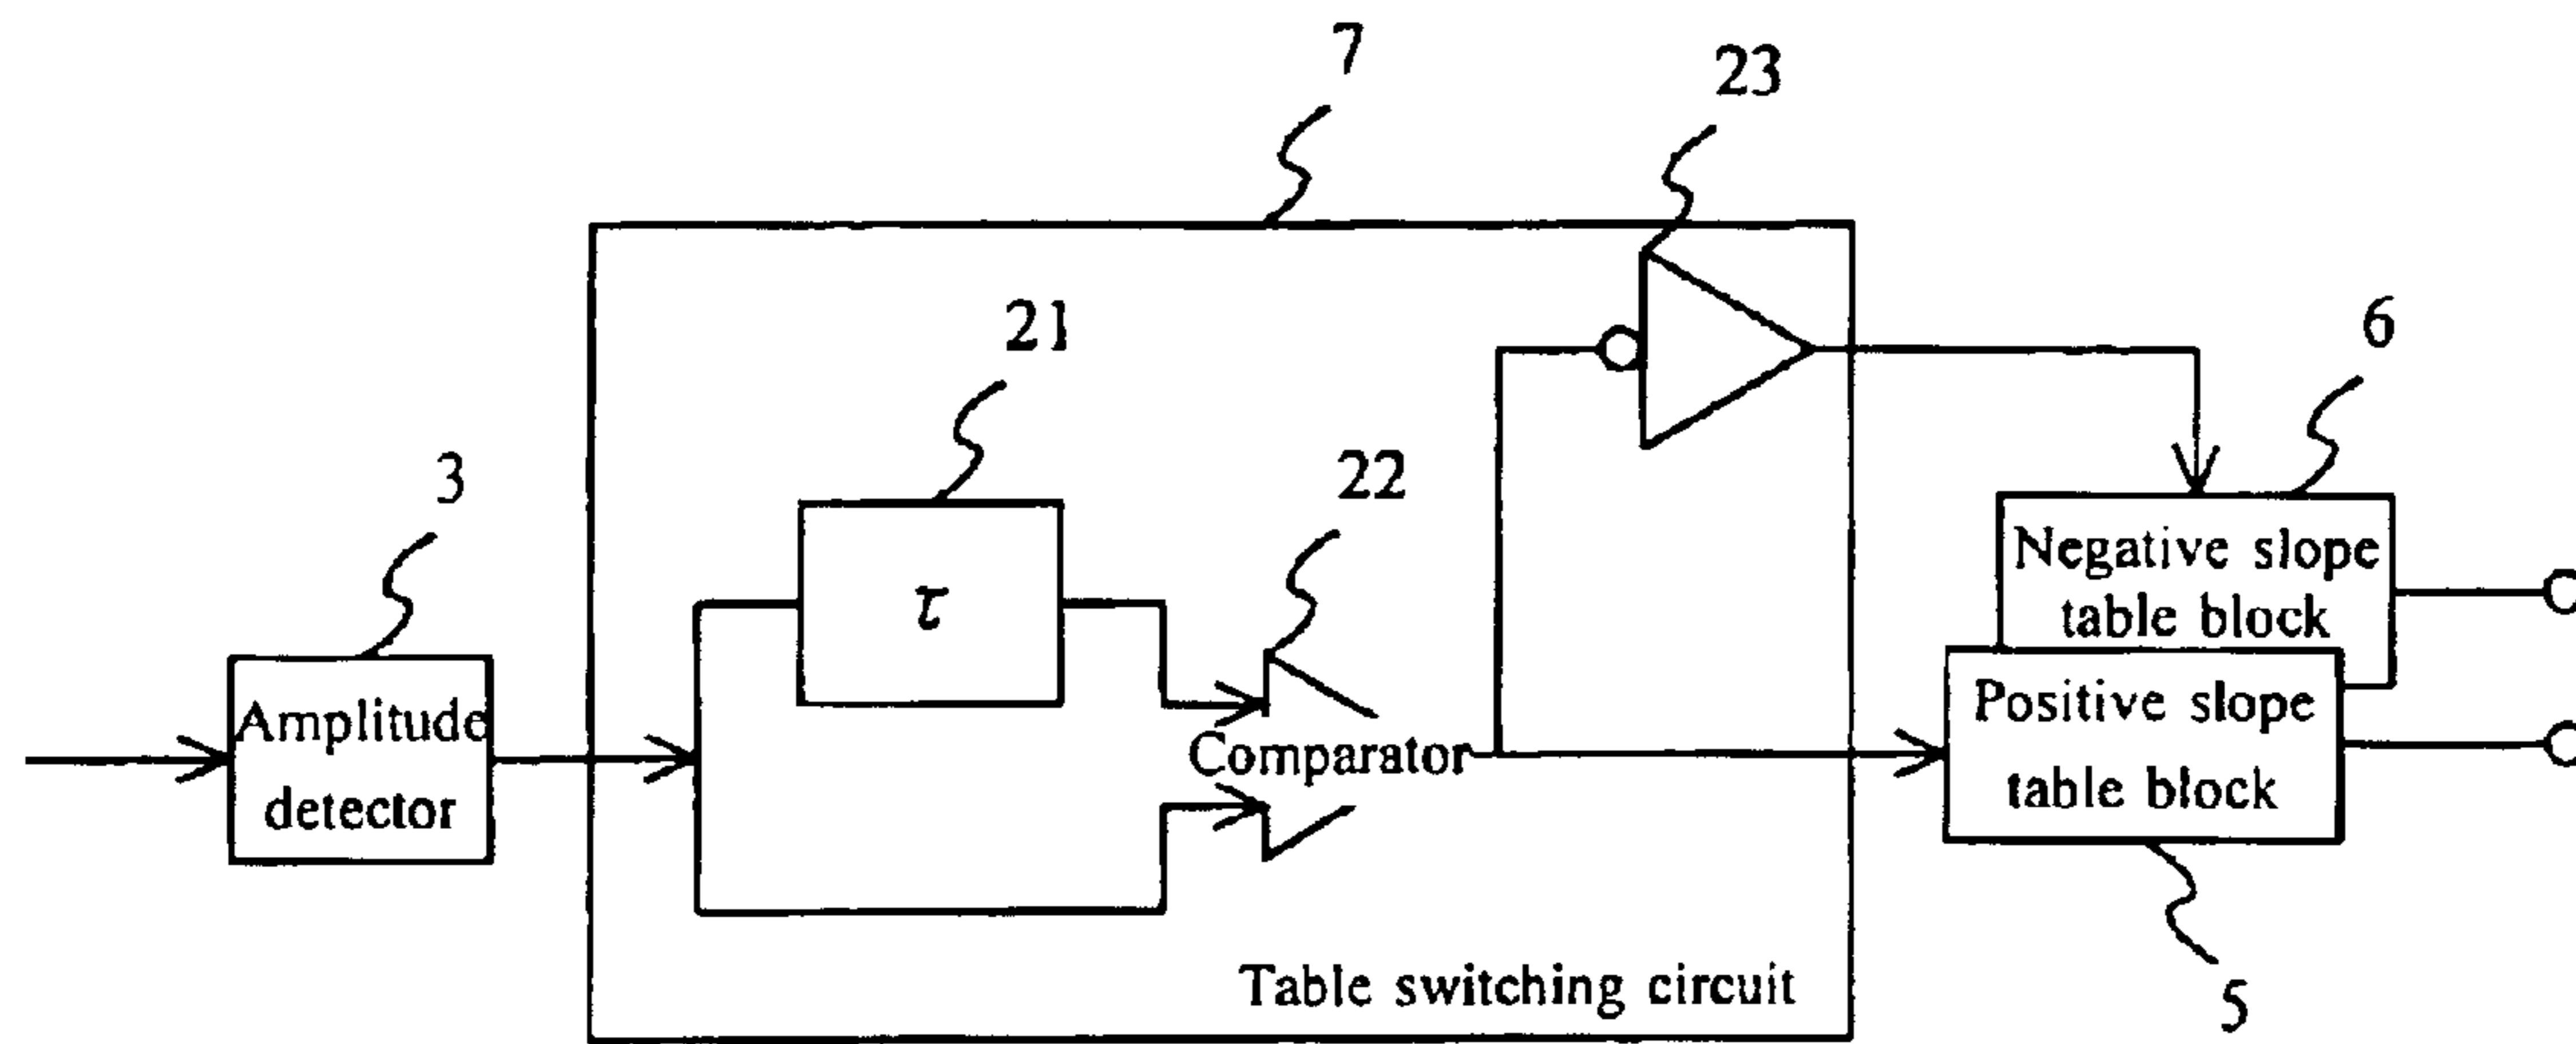 7
23
21
6
22
3
τ
Negative slope
table block
Amplitude
detector
Comparator
Positive slope
table block
Table switching circuit
5